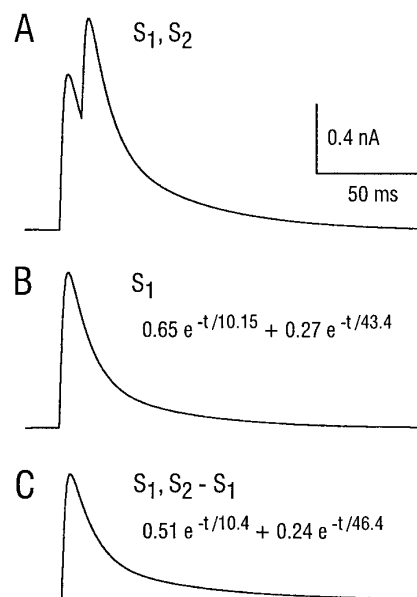 A
S1, S2
0.4 nA
50 ms
B
S1
0.65 e -t/10.15 + 0.27 e -t/43.4
C
S1, S2 - S1
0.51 e -t/10.4 + 0.24 e -t/46.4